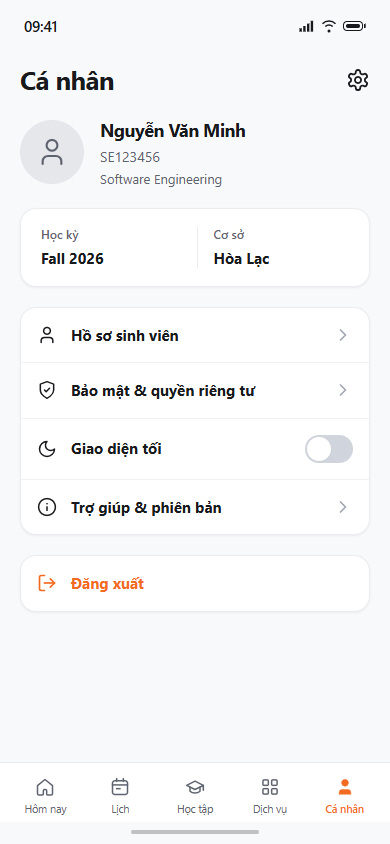 09:41
Cá nhân
Nguyễn Văn Minh
SE123456
Software Engineering
Học kỳ
Fall 2026
Cơ sở
Hòa Lạc
Hồ sơ sinh viên
Bảo mật & quyền riêng tư
Giao diện tối
Trợ giúp & phiên bản
Đăng xuất
Hôm nay
Lịch
Học tập
Dịch vụ
Cá nhân